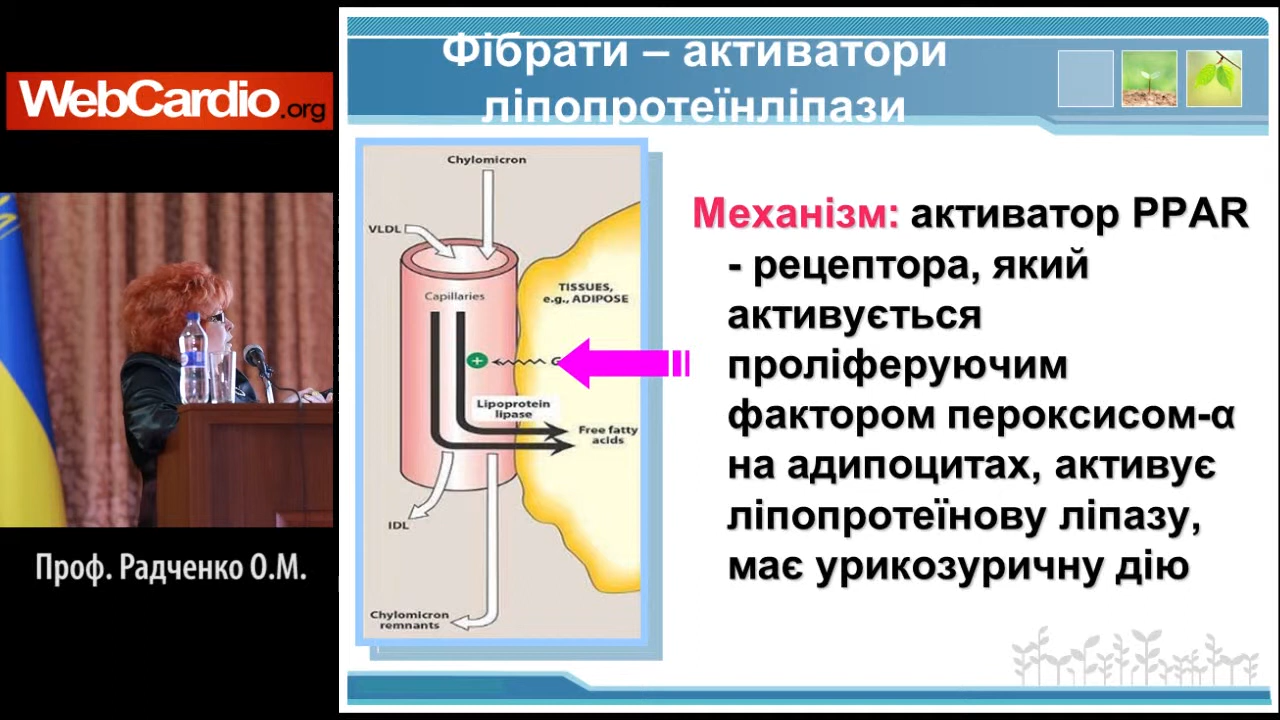 WebCardio.org
Проф. Радченко О.М.
Фібрати – активатори
ліпопротеїнліпази
Chylomicron
VLDL
Capillaries
TISSUES,
e.g., ADIPOSE
Lipoprotein
lipase
Free fatty
acids
IDL
Chylomicron
remnants
Механізм: активатор PPAR
- рецептора, який
активується
проліферуючим
фактором пероксисом-α
на адипоцитах, активує
ліпопротеїнову ліпазу,
має урикозуричну дію